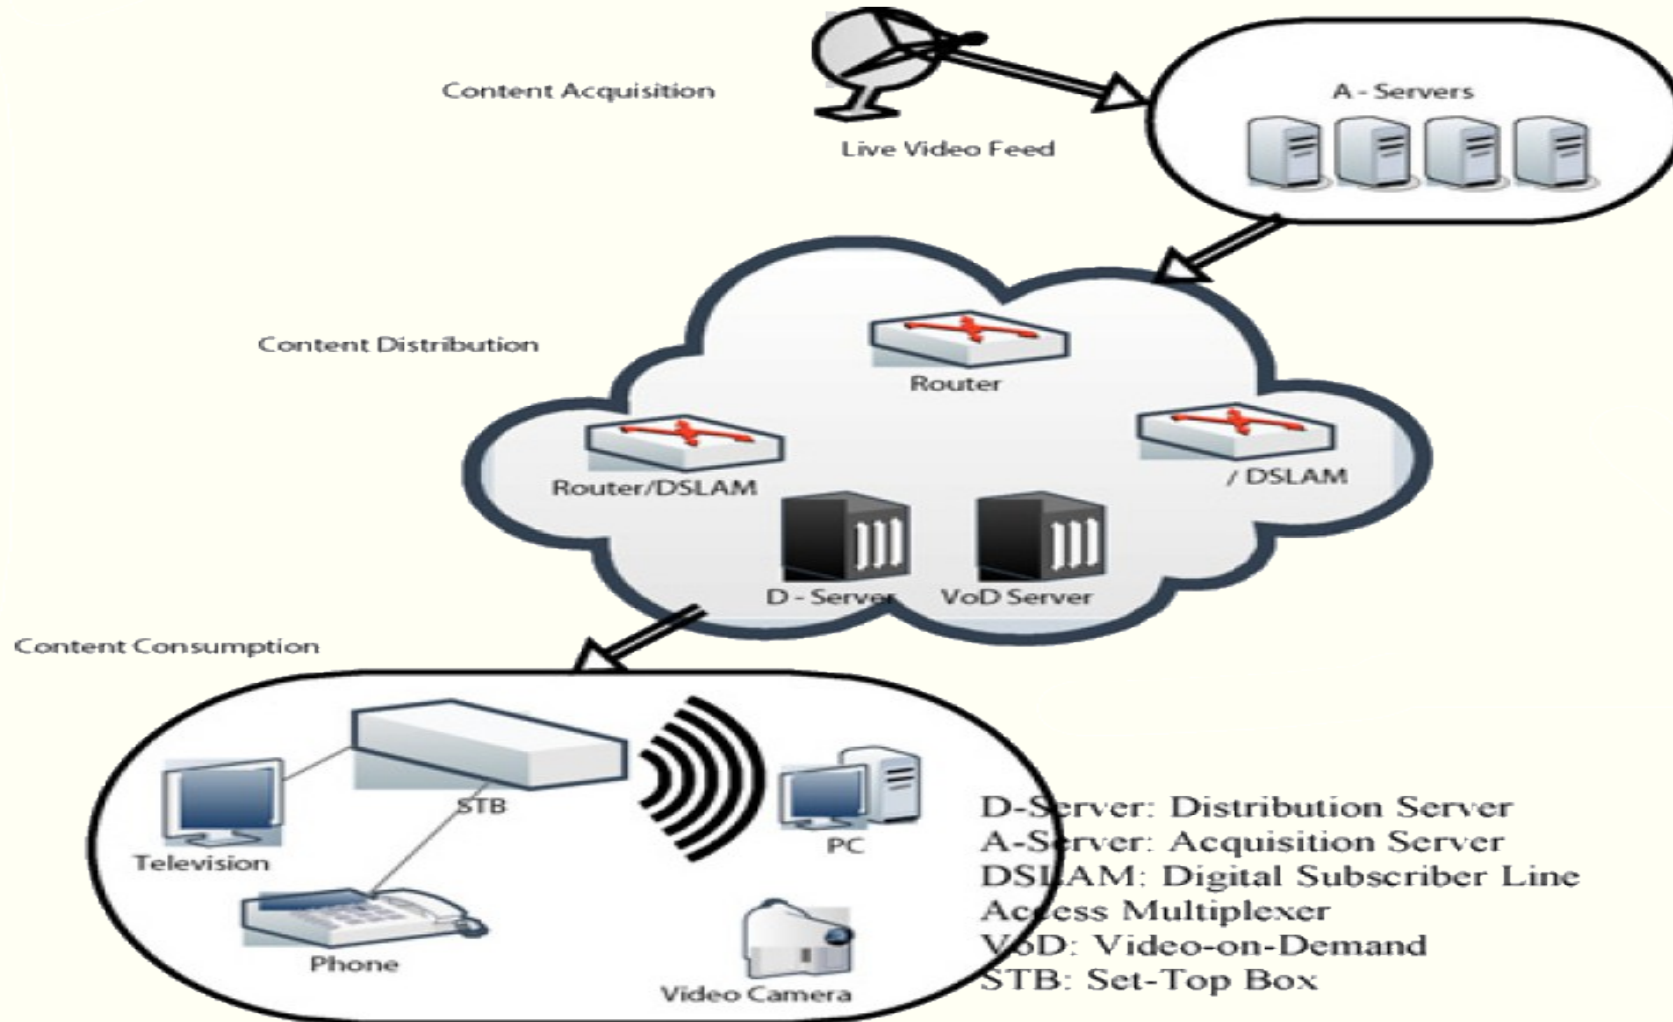 Content Acquisition
Live Video Feed
A - Servers
Content Distribution
Router
Router/DSLAM
/ DSLAM
D - Server
VoD Server
Content Consumption
STB
Television
PC
Phone
Video Camera
D-Server: Distribution Server
A-Server: Acquisition Server
DSLAM: Digital Subscriber Line
Access Multiplexer
VoD: Video-on-Demand
STB: Set-Top Box